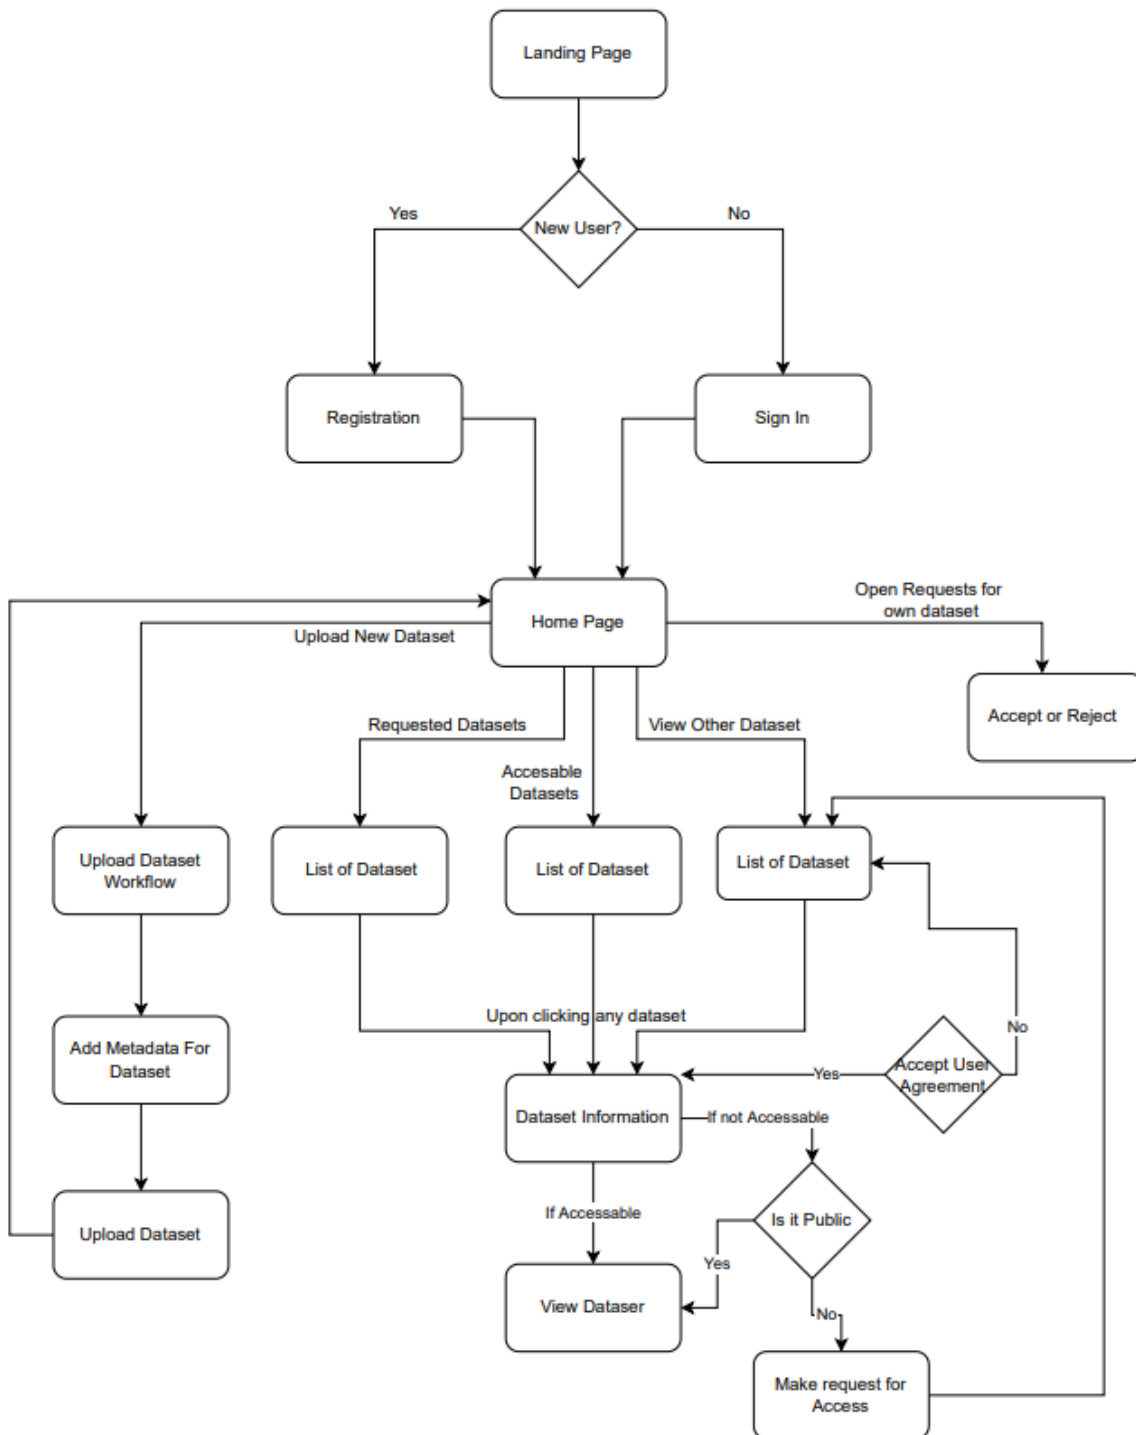 Landing Page
New User?
Yes
No
Registration
Sign In
Home Page
Open Requests for
own dataset
Upload New Dataset
Accept or Reject
Requested Datasets
View Other Dataset
Accesable
Datasets
Upload Dataset
Workflow
List of Dataset
List of Dataset
List of Dataset
Upon clicking any dataset
Add Metadata For
Dataset
No
Accept User
Agreement
Yes
Dataset Information
If not Accessable
If Accessable
Is it Public
Upload Dataset
Yes
View Dataser
No
Make request for
Access